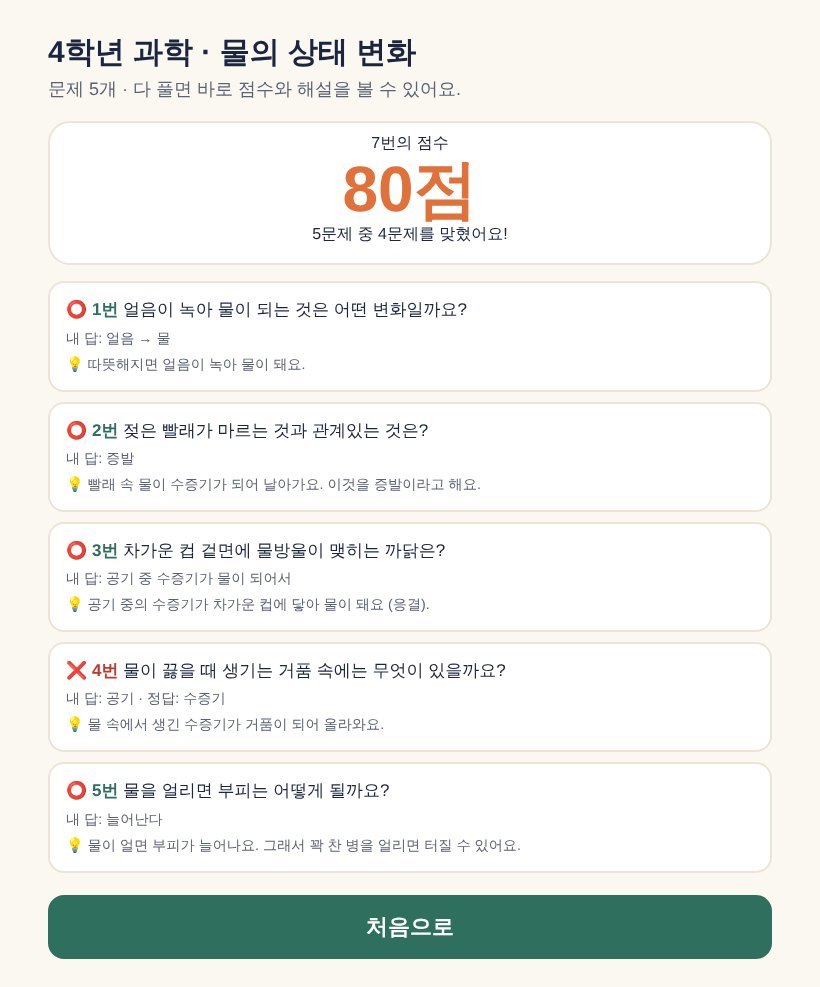 4학년 과학 · 물의 상태 변화
문제 5개 · 다 풀면 바로 점수와 해설을 볼 수 있어요.
7번의 점수
80점
5문제 중 4문제를 맞혔어요!
⭕ 1번 얼음이 녹아 물이 되는 것은 어떤 변화일까요?
내 답: 얼음 → 물
💡 따뜻해지면 얼음이 녹아 물이 돼요.
⭕ 2번 젖은 빨래가 마르는 것과 관계있는 것은?
내 답: 증발
💡 빨래 속 물이 수증기가 되어 날아가요. 이것을 증발이라고 해요.
⭕ 3번 차가운 컵 겉면에 물방울이 맺히는 까닭은?
내 답: 공기 중 수증기가 물이 되어서
💡 공기 중의 수증기가 차가운 컵에 닿아 물이 돼요 (응결).
❌ 4번 물이 끓을 때 생기는 거품 속에는 무엇이 있을까요?
내 답: 공기 · 정답: 수증기
💡 물 속에서 생긴 수증기가 거품이 되어 올라와요.
⭕ 5번 물을 얼리면 부피는 어떻게 될까요?
내 답: 늘어난다
💡 물이 얼면 부피가 늘어나요. 그래서 꽉 찬 병을 얼리면 터질 수 있어요.
처음으로